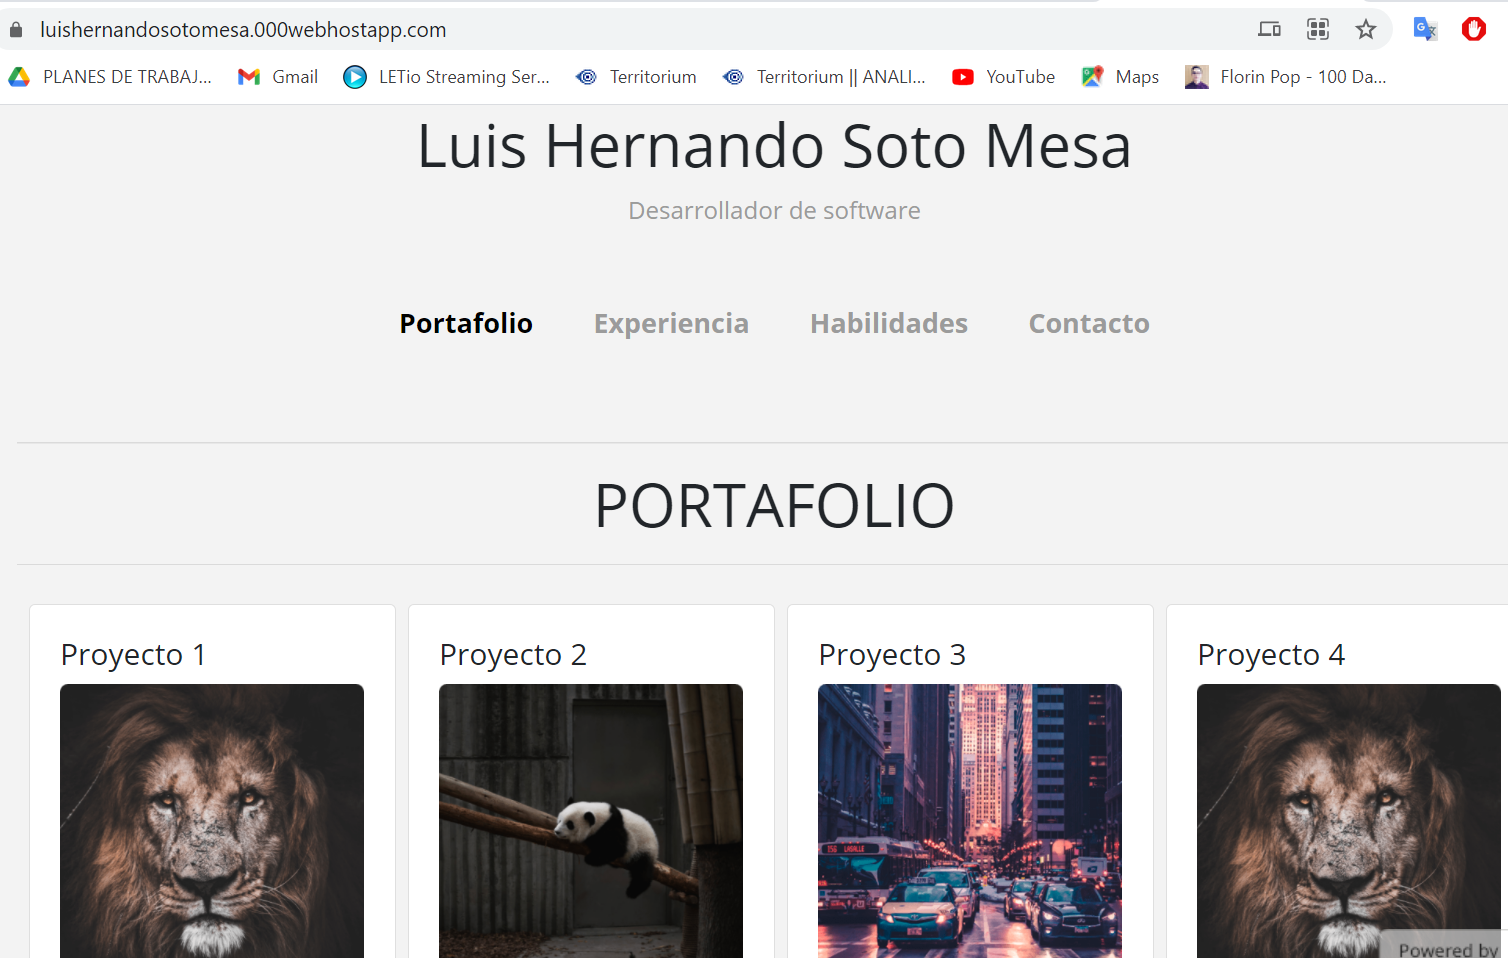 luishernandosotomesa.000webhostapp.com
PLANES DE TRABAJ... Gmail LETio Streaming Ser... Territorium Territorium || ANALI... YouTube Maps Florin Pop - 100 Da...
Luis Hernando Soto Mesa
Desarrollador de software
Portafolio Experiencia Habilidades Contacto
PORTAFOLIO
Proyecto 1 Proyecto 2 Proyecto 3 Proyecto 4
156 LASALLE
Powered by